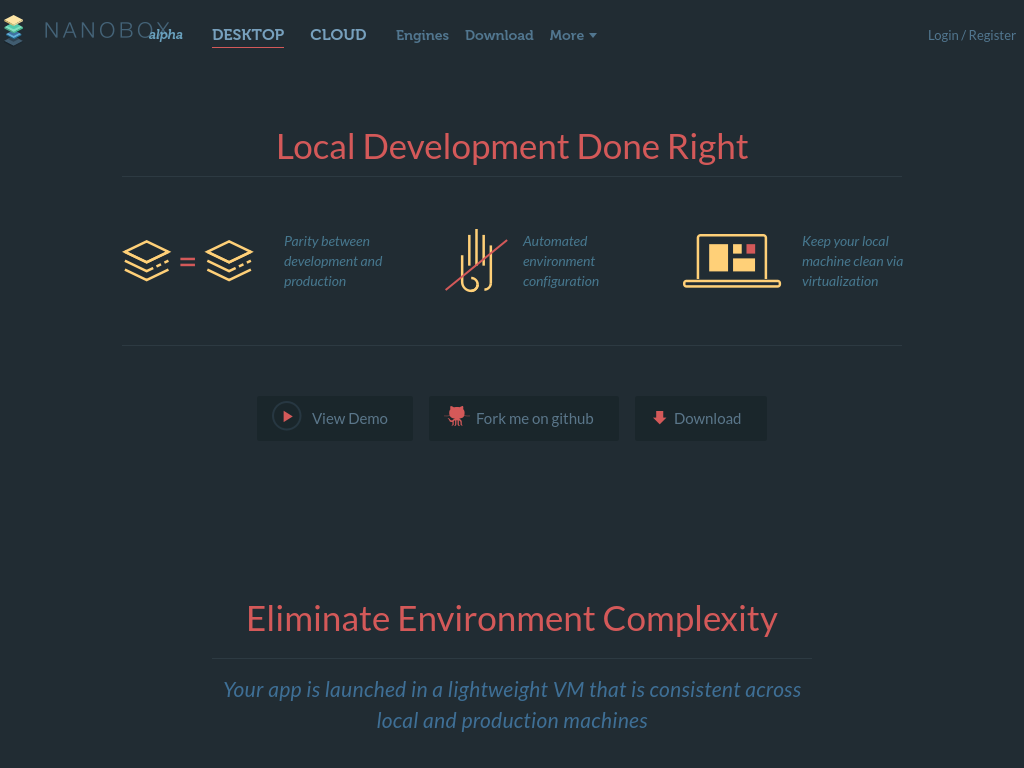 NANOBOX alpha DESKTOP CLOUD Engines Download More Login / Register
Local Development Done Right
Parity between
development and
production
Automated
environment
configuration
Keep your local
machine clean via
virtualization
View Demo
Fork me on github
Download
Eliminate Environment Complexity
Your app is launched in a lightweight VM that is consistent across
local and production machines